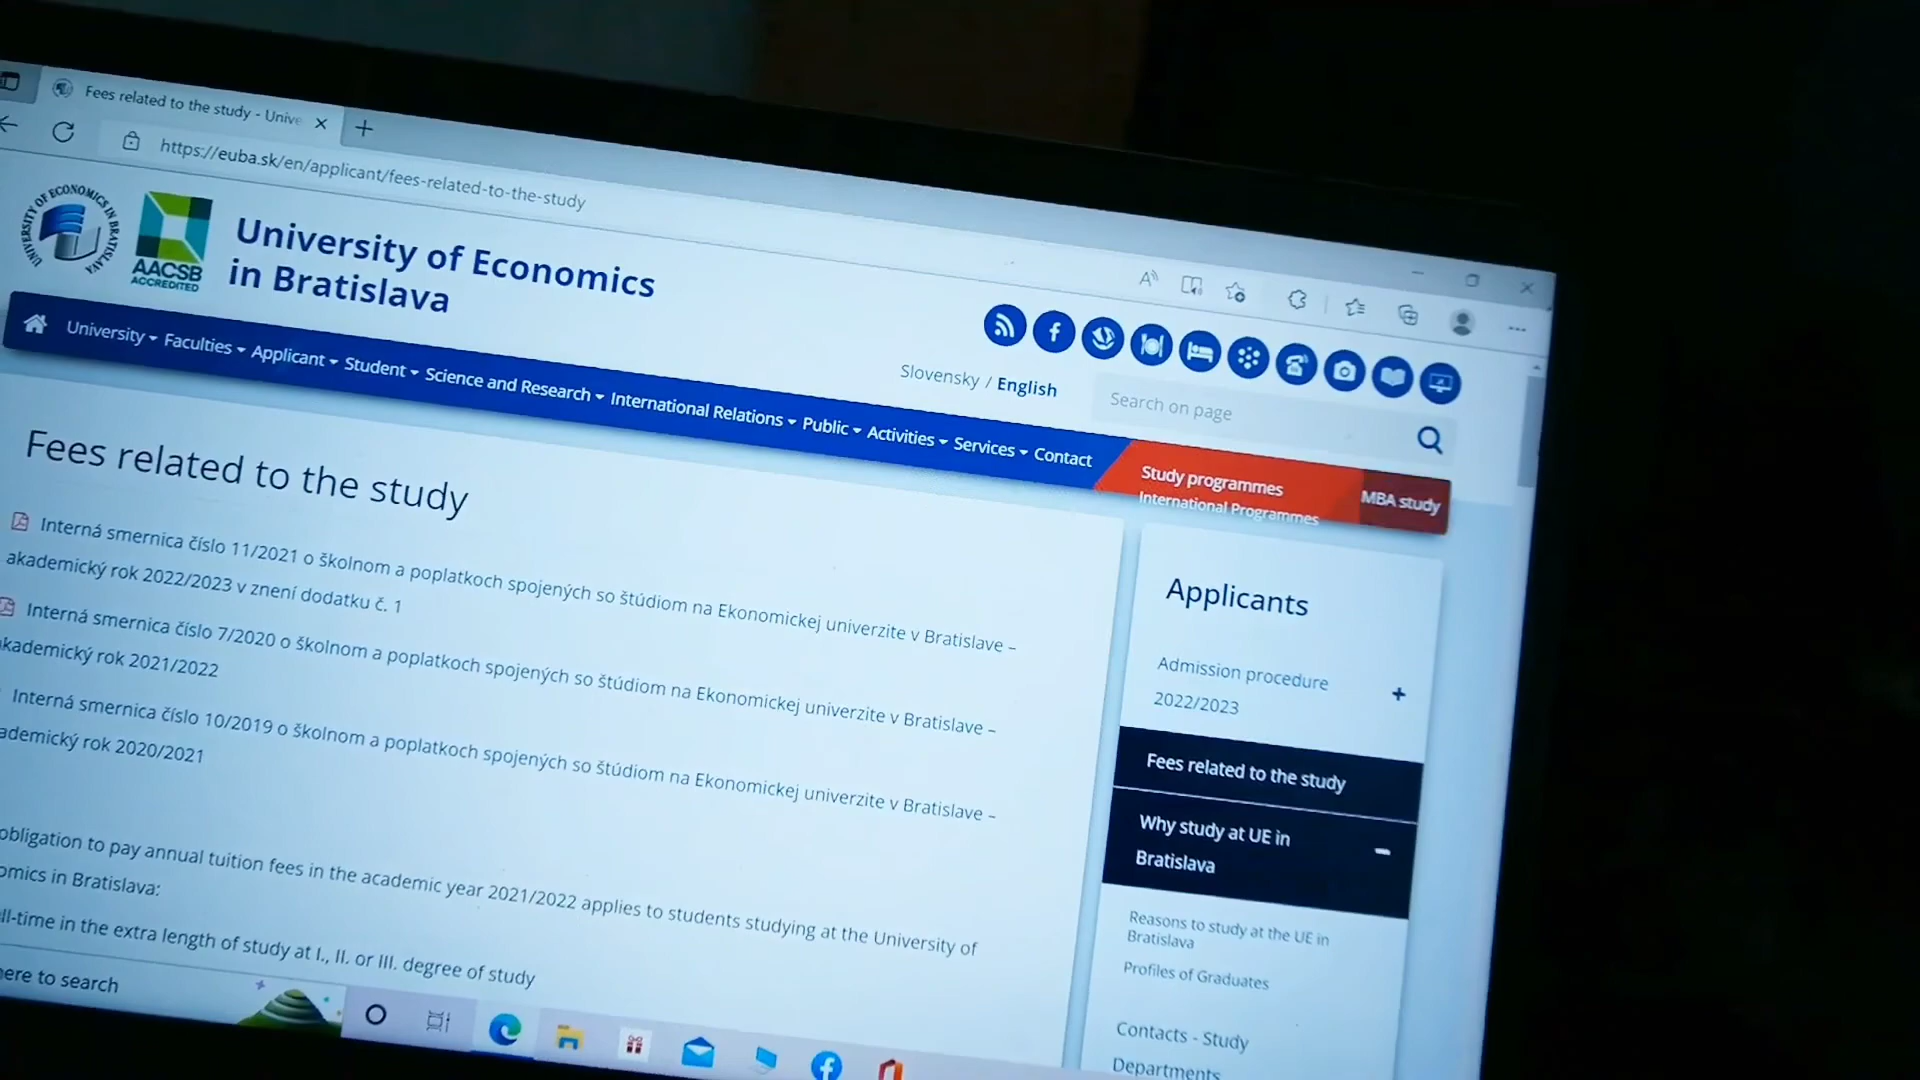 Fees related to the study - Unive
https://euba.sk/en/applicant/fees-related-to-the-study
UNIVERSITY OF ECONOMICS IN BRATISLAVA
AACSB
ACCREDITED
University of Economics
in Bratislava
Slovensky / English
Search on page
University
Faculties
Applicant
Student
Science and Research
International Relations
Public
Activities
Services
Contact
Study programmes
International Programmes
MBA study
Fees related to the study
Interná smernica číslo 11/2021 o školnom a poplatkoch spojených so štúdiom na Ekonomickej univerzite v Bratislave –
akademický rok 2022/2023 v znení dodatku č. 1
Interná smernica číslo 7/2020 o školnom a poplatkoch spojených so štúdiom na Ekonomickej univerzite v Bratislave –
kademický rok 2021/2022
Interná smernica číslo 10/2019 o školnom a poplatkoch spojených so štúdiom na Ekonomickej univerzite v Bratislave –
ademický rok 2020/2021
obligation to pay annual tuition fees in the academic year 2021/2022 applies to students studying at the University of
omics in Bratislava:
ll-time in the extra length of study at I., II. or III. degree of study
Applicants
Admission procedure
2022/2023
Fees related to the study
Why study at UE in
Bratislava
Reasons to study at the UE in
Bratislava
Profiles of Graduates
Contacts - Study
Departments
ere to search